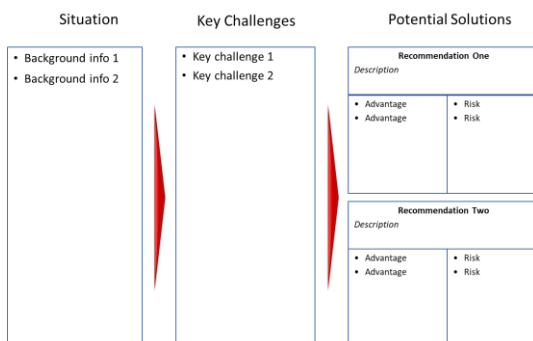 Situation
• Background info 1
• Background info 2
Key Challenges
• Key challenge 1
• Key challenge 2
Potential Solutions
Recommendation One
Description
• Advantage
• Advantage
• Risk
• Risk
Recommendation Two
Description
• Advantage
• Advantage
• Risk
• Risk